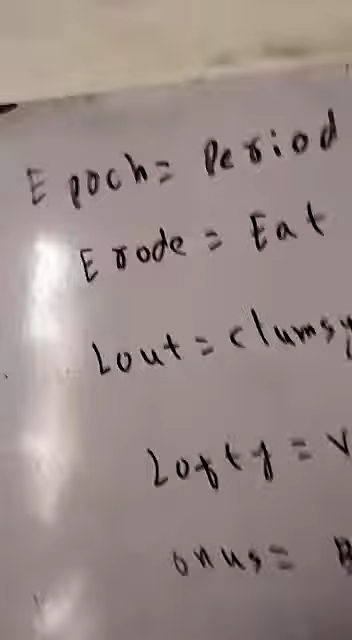 Epoch = Period
Erode = Eat
Lout = clumsy
Lofty =
onus =